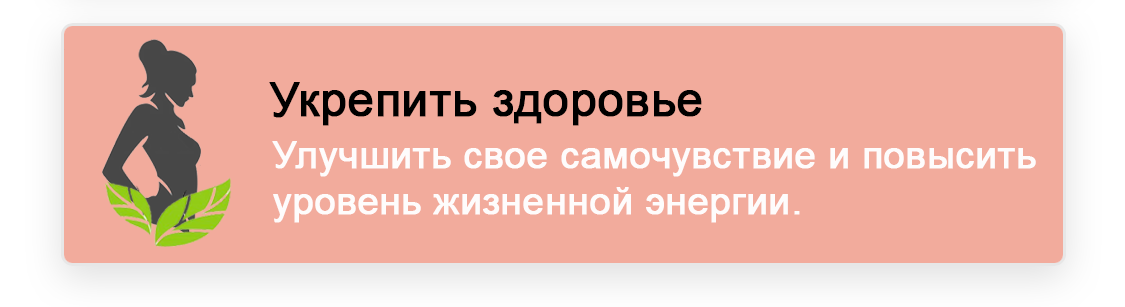 Укрепить здоровье
Улучшить свое самочувствие и повысить
уровень жизненной энергии.